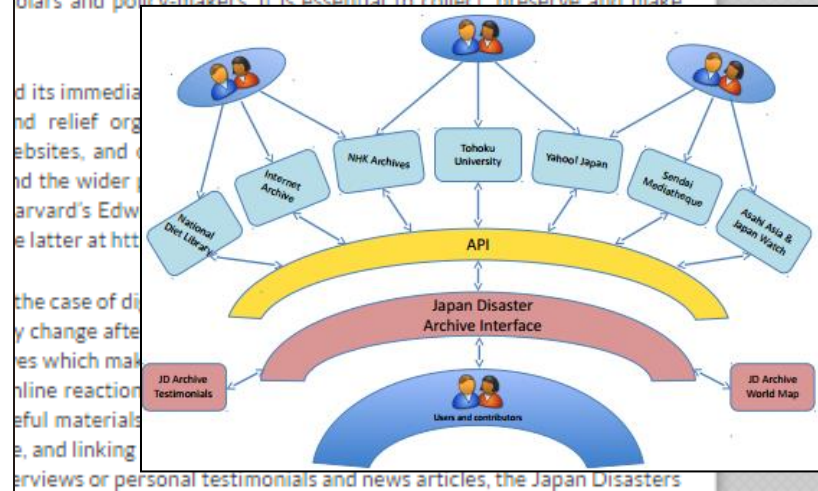 olars and policy-makers, it is essential to collect, preserve and make
d its immedia
nd relief org
ebsites, and
nd the wider
arvard's Edw
e latter at htt
the case of di
y change afte
es which mak
nline reaction
eful materials
e, and linking
erviews or personal testimonials and news articles, the Japan Disasters
National
Diet Library
Internet
Archive
NHK Archives
Tohoku
University
Yahoo! Japan
Sendai
Mediatheque
Asahi Asia &
Japan Watch
API
Japan Disaster
Archive Interface
JD Archive
Testimonials
JD Archive
World Map
Users and contributors